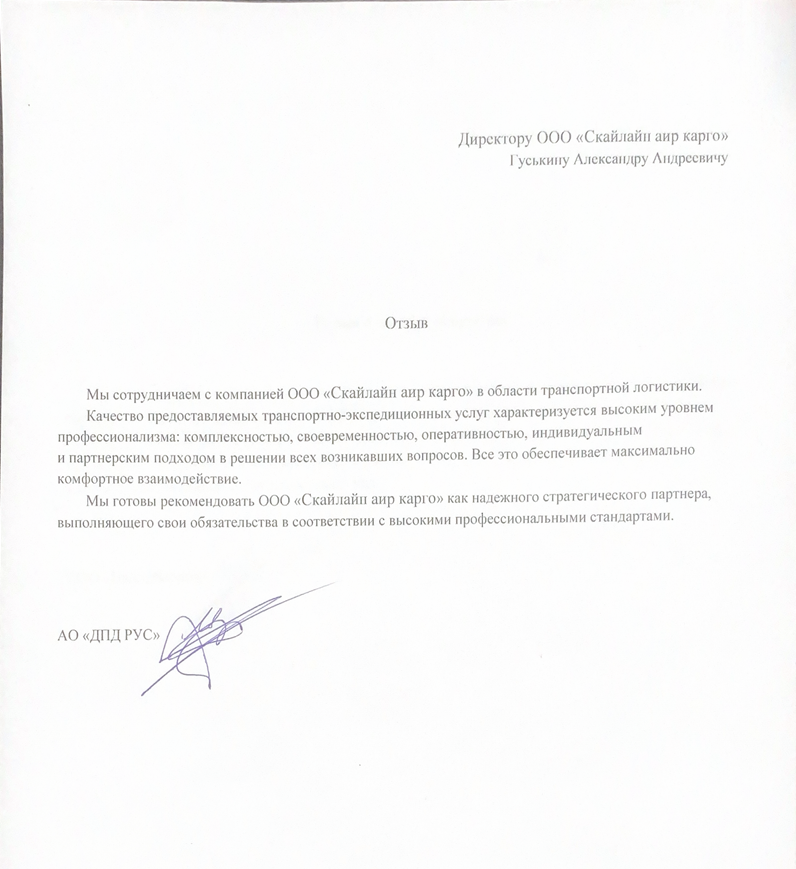 Директору ООО «Скайлайн аир карго»
Гуськину Александру Андреевичу
Отзыв
Мы сотрудничаем с компанией ООО «Скайлайн аир карго» в области транспортной логистики.
Качество предоставляемых транспортно-экспедиционных услуг характеризуется высоким уровнем
профессионализма: комплексностью, своевременностью, оперативностью, индивидуальным
и партнерским подходом в решении всех возникавших вопросов. Все это обеспечивает максимально
комфортное взаимодействие.
Мы готовы рекомендовать ООО «Скайлайн аир карго» как надежного стратегического партнера,
выполняющего свои обязательства в соответствии с высокими профессиональными стандартами.
АО «ДПД РУС»